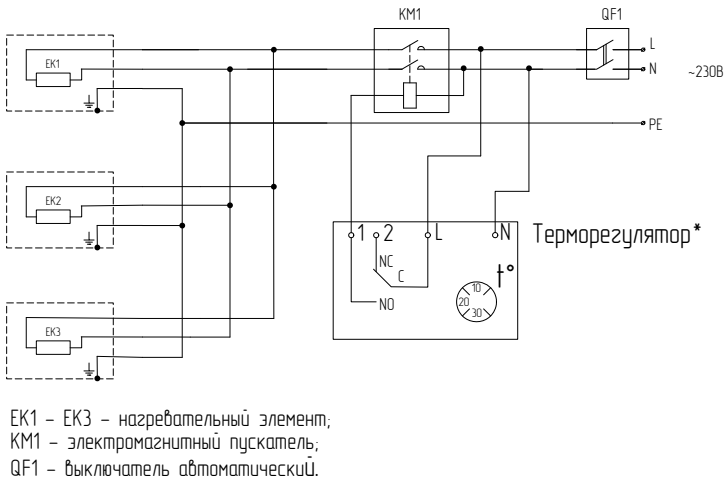 KM1
QF1
L
N
~230В
PE
EK1
EK2
EK3
1
2
L
N
Терморегулятор*
NC
C
NO
t°
10
20
30
EK1 – EK3 – нагревательный элемент;
KM1 – электромагнитный пускатель;
QF1 – выключатель автоматический.